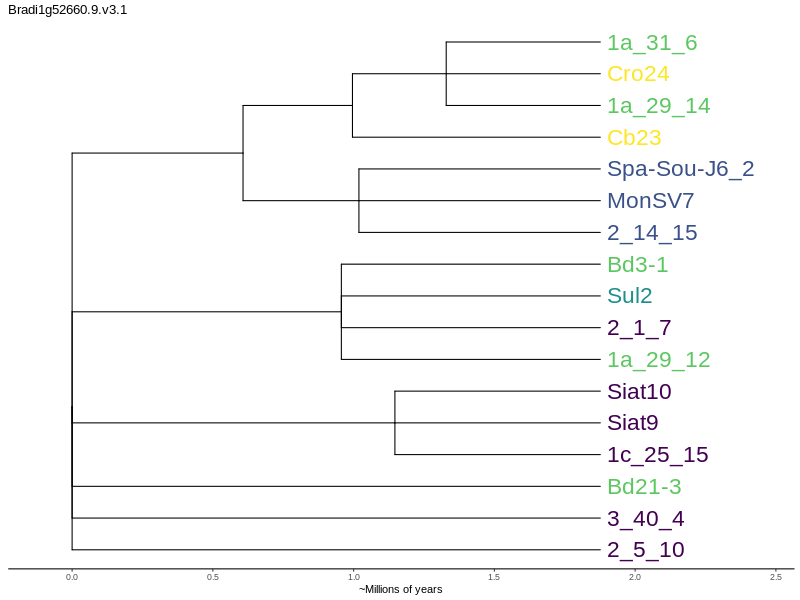 Bradi1g52660.9.v3.1
1a_31_6
Cro24
1a_29_14
Cb23
Spa-Sou-J6_2
MonSV7
2_14_15
Bd3-1
Sul2
2_1_7
1a_29_12
Siat10
Siat9
1c_25_15
Bd21-3
3_40_4
2_5_10
0.0 0.5 1.0 1.5 2.0 2.5
~Millions of years